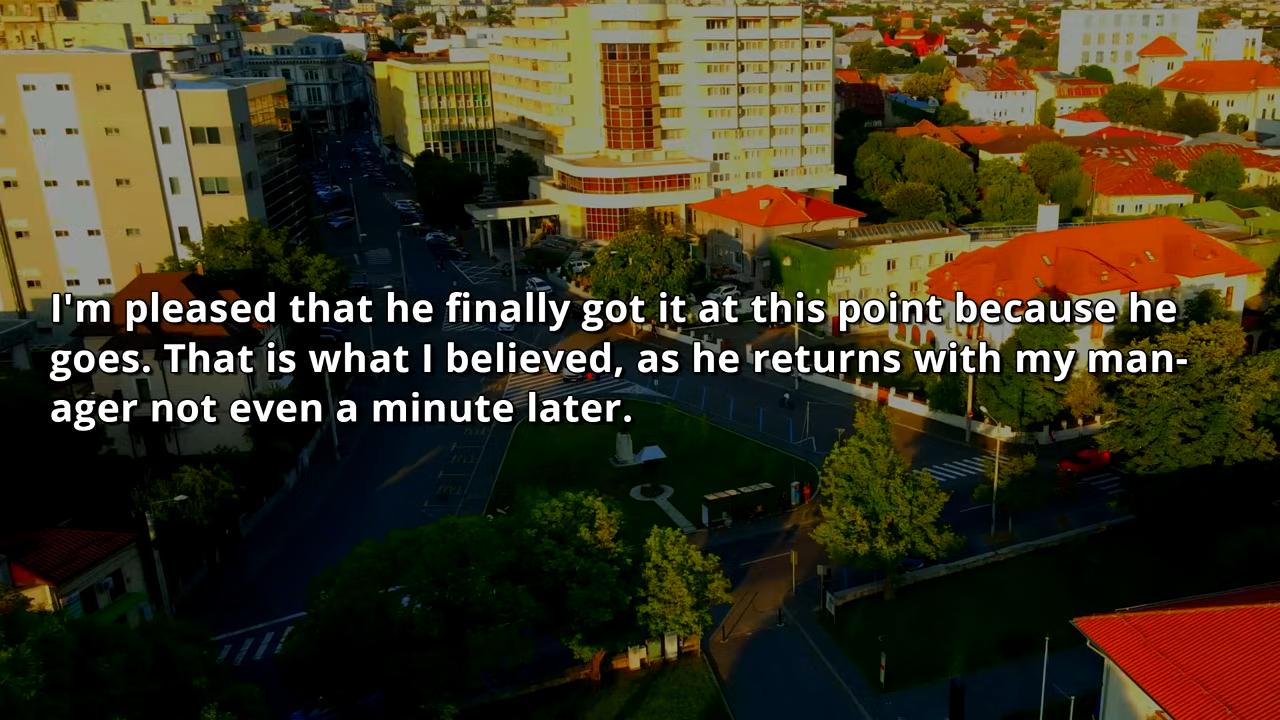 I'm pleased that he finally got it at this point because he
goes. That is what I believed, as he returns with my man-
ager not even a minute later.